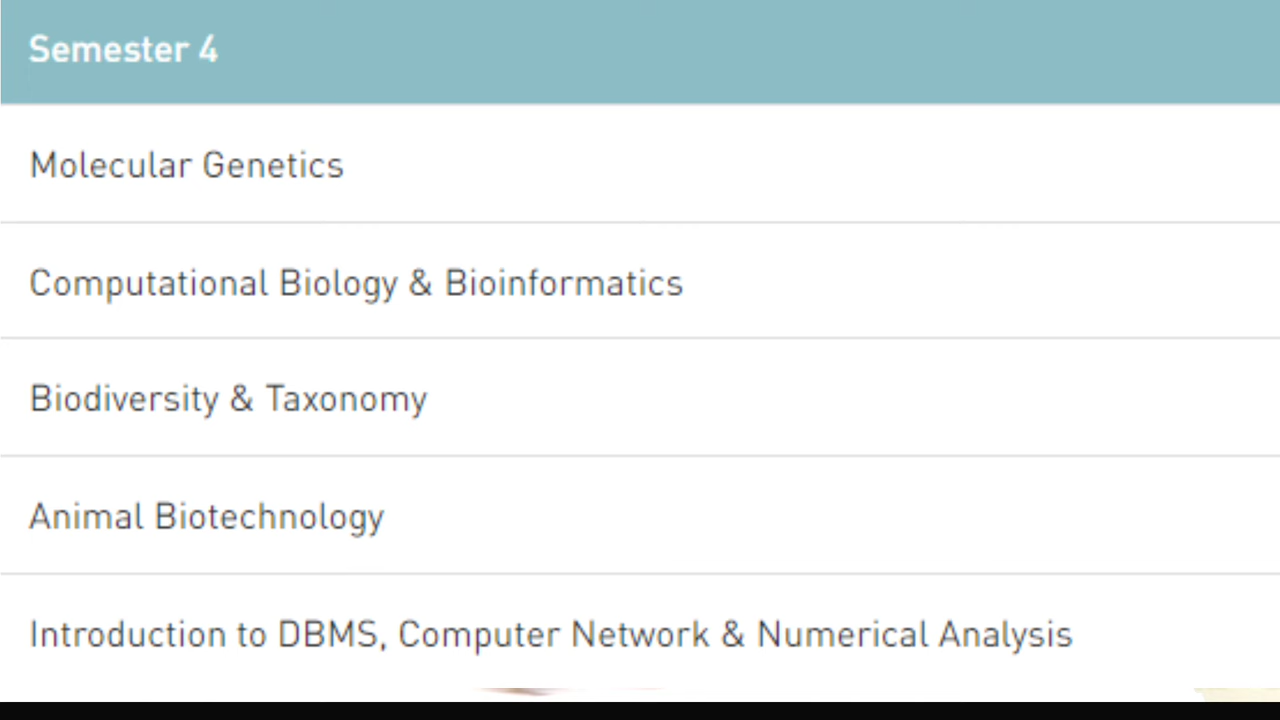 Semester 4
Molecular Genetics
Computational Biology & Bioinformatics
Biodiversity & Taxonomy
Animal Biotechnology
Introduction to DBMS, Computer Network & Numerical Analysis